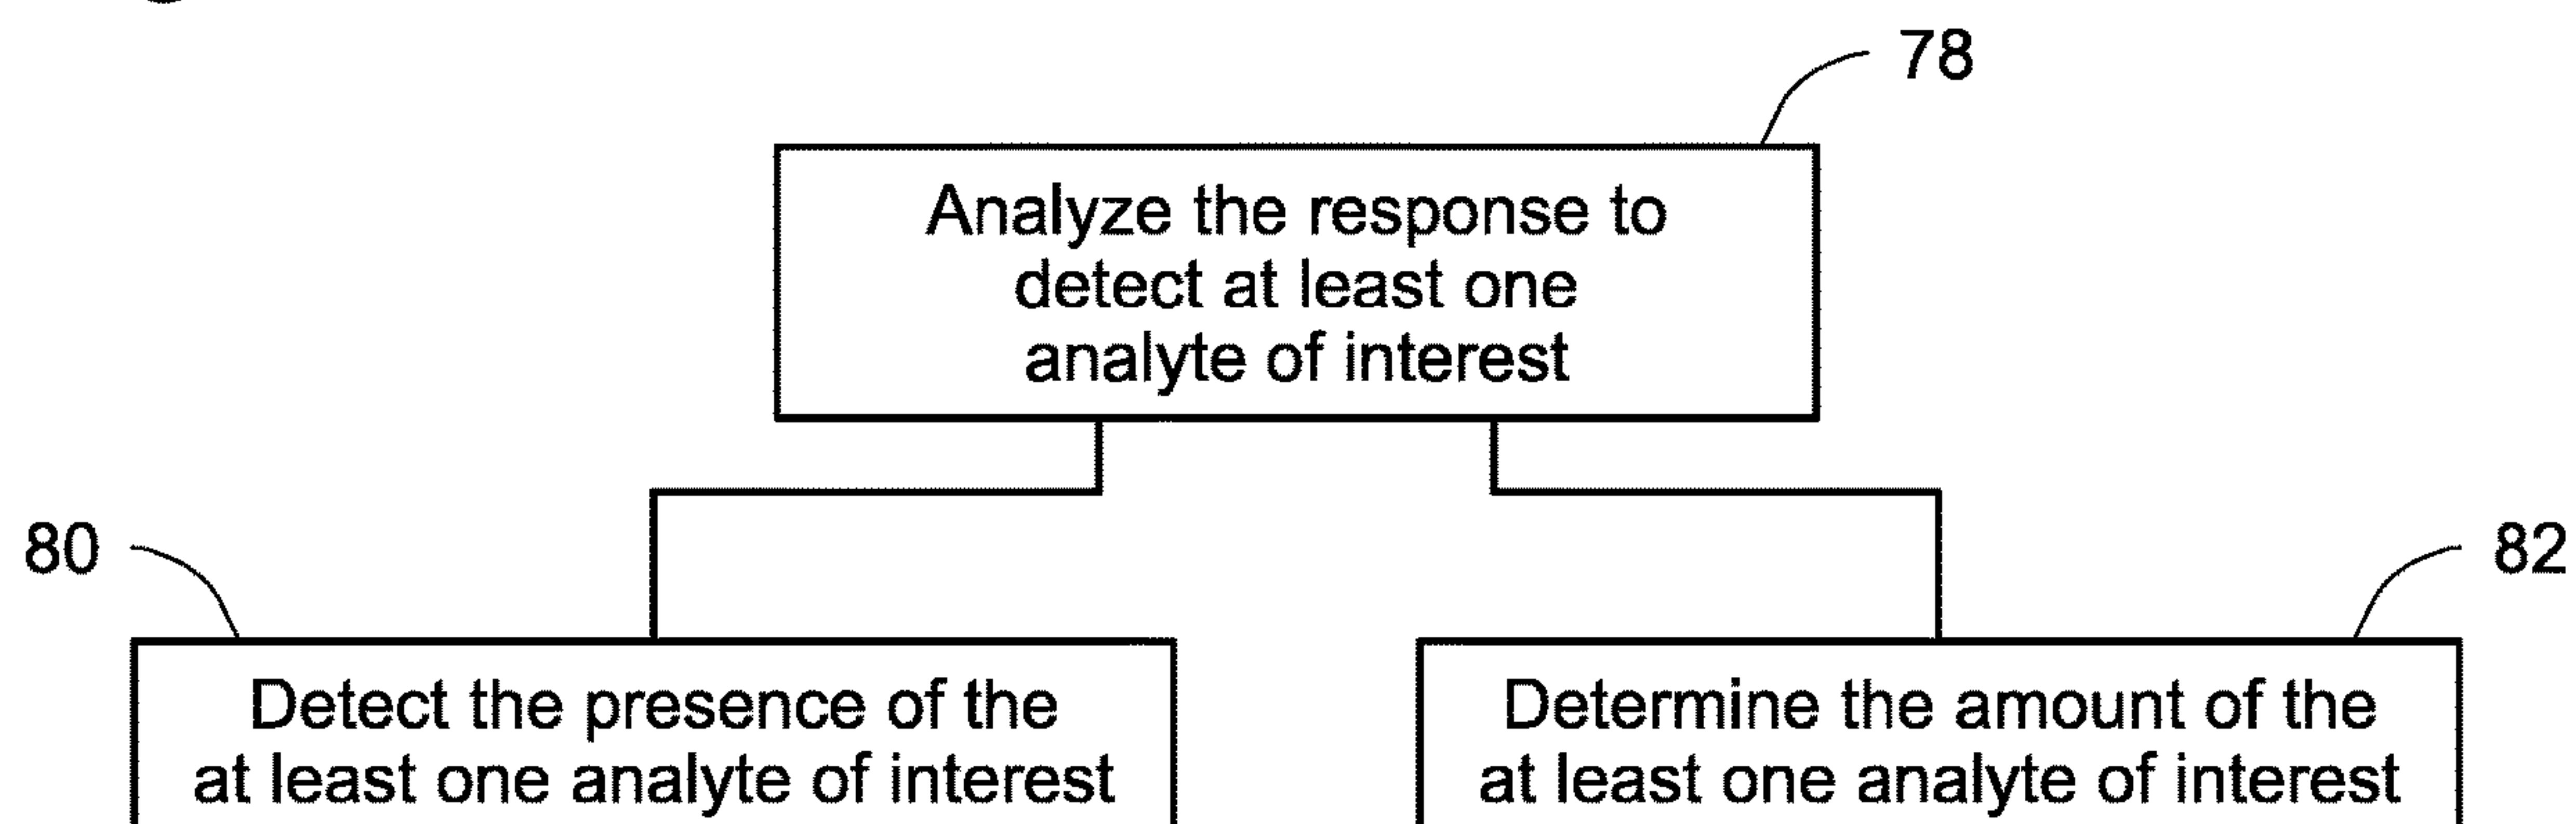 78
Analyze the response to
detect at least one
analyte of interest
80
82
Detect the presence of the
at least one analyte of interest
Determine the amount of the
at least one analyte of interest